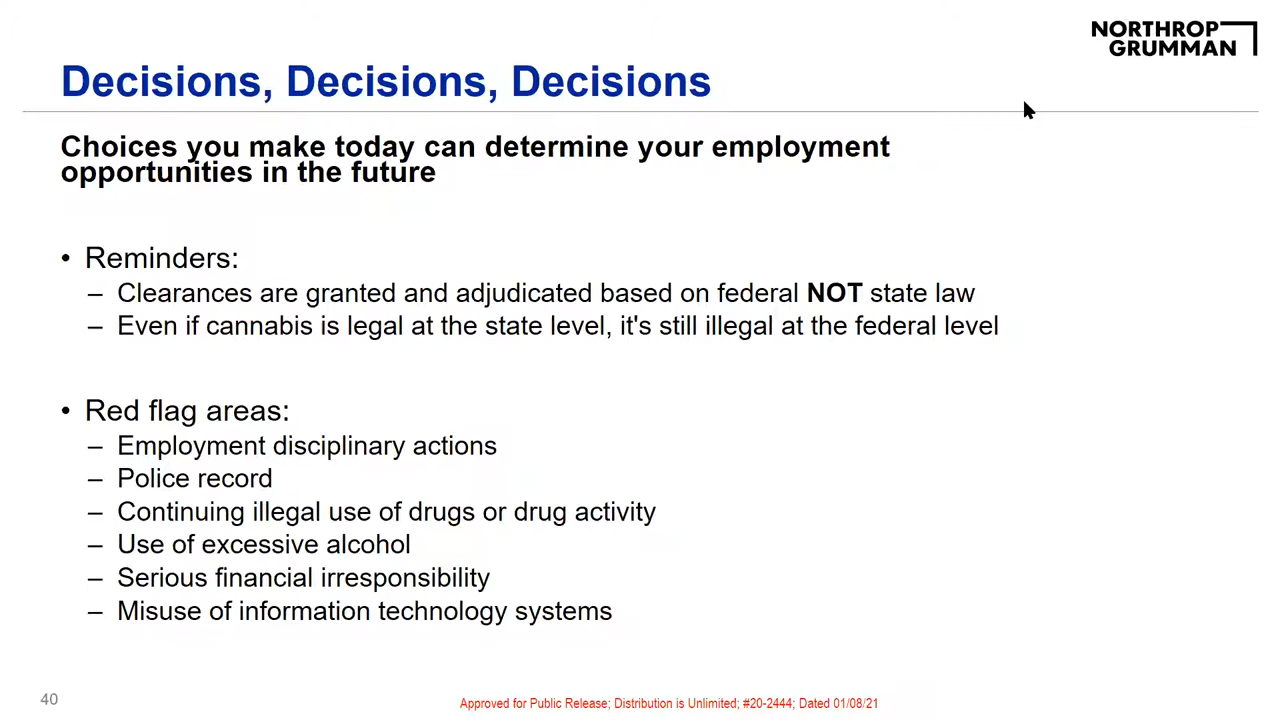 NORTHROP
GRUMMAN
Decisions, Decisions, Decisions
Choices you make today can determine your employment
opportunities in the future
• Reminders:
– Clearances are granted and adjudicated based on federal NOT state law
– Even if cannabis is legal at the state level, it's still illegal at the federal level
• Red flag areas:
– Employment disciplinary actions
– Police record
– Continuing illegal use of drugs or drug activity
– Use of excessive alcohol
– Serious financial irresponsibility
– Misuse of information technology systems
40
Approved for Public Release; Distribution is Unlimited; #20-2444; Dated 01/08/21